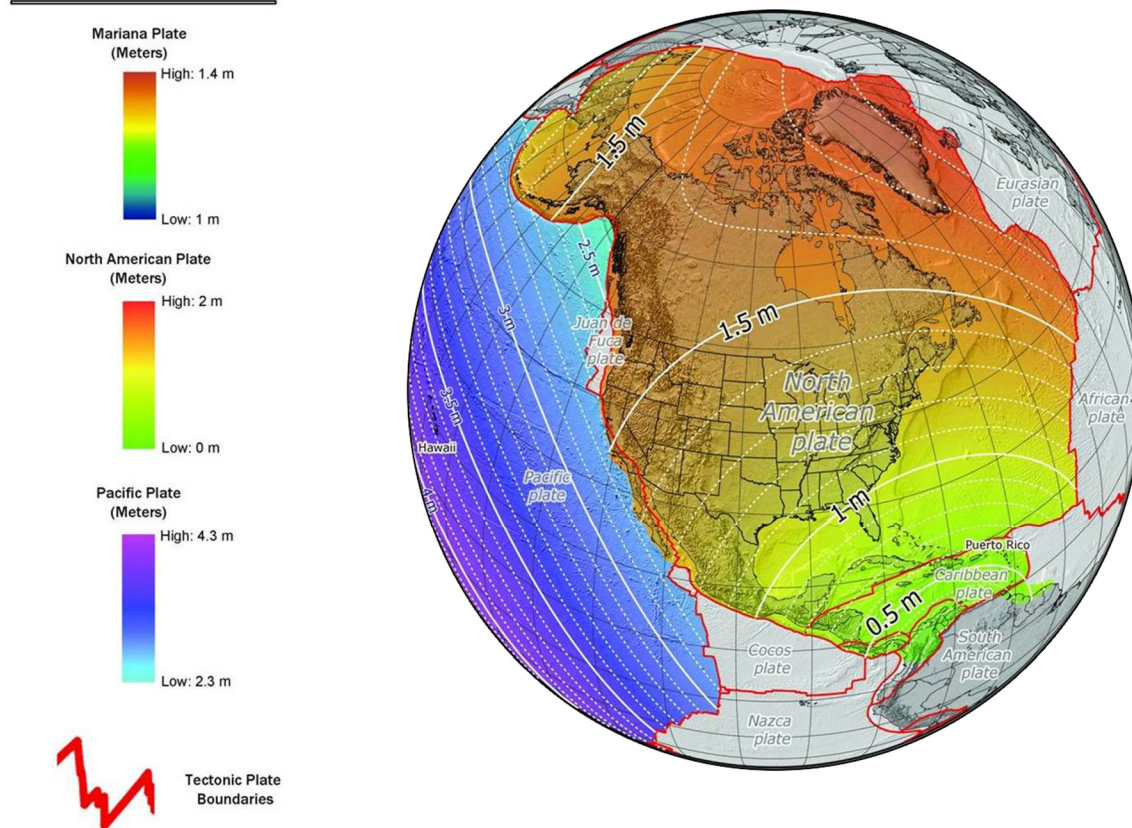 Mariana Plate
(Meters)
High: 1.4 m
Low: 1 m
North American Plate
(Meters)
High: 2 m
Low: 0 m
Pacific Plate
(Meters)
High: 4.3 m
Low: 2.3 m
Tectonic Plate
Boundaries
1.5 m
Eurasian
plate
2.5 m
3 m
Juan de
Fuca
plate
1.5 m
North
American
plate
African
plate
3.5 m
Hawaii
4 m
Pacific
plate
1 m
Puerto Rico
Caribbean
plate
0.5 m
Cocos
plate
South
American
plate
Nazca
plate